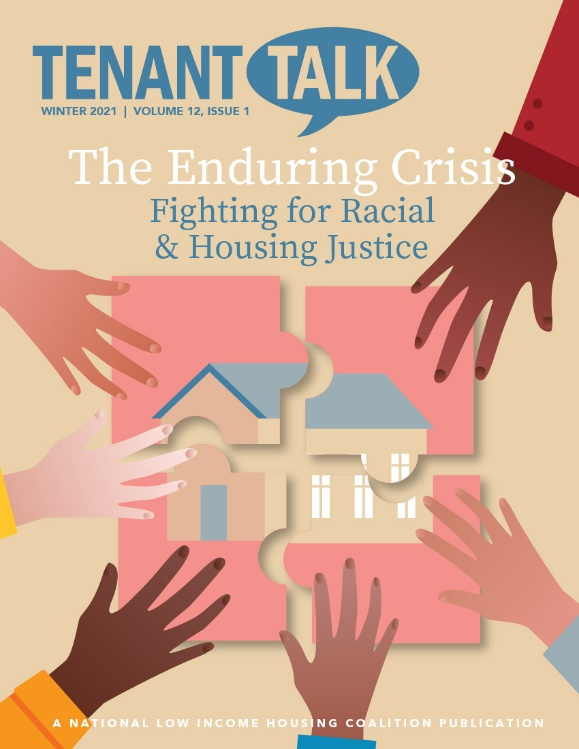 TENANT TALK
WINTER 2021 | VOLUME 12, ISSUE 1
The Enduring Crisis
Fighting for Racial
& Housing Justice
A NATIONAL LOW INCOME HOUSING COALITION PUBLICATION